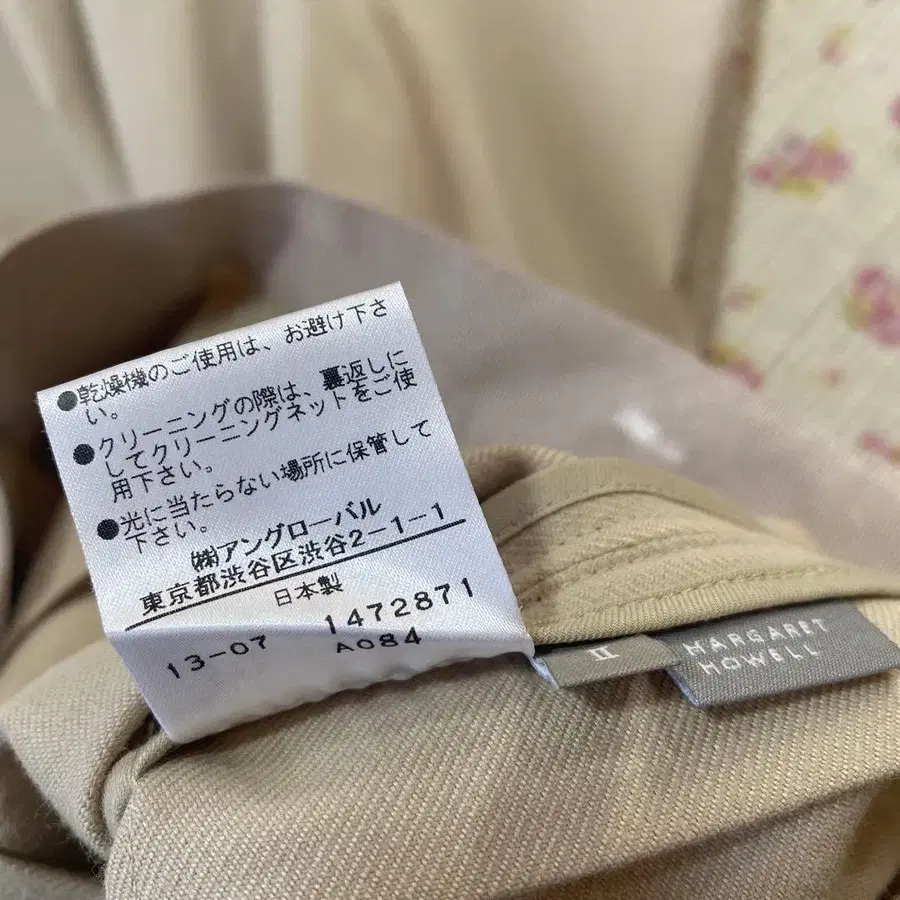 ●乾燥機のご使用は、お避け下さ
い。
●クリーニングの際は、裏返しに
してクリーニングネットをご使
用下さい。
●光に当たらない場所に保管して
下さい。
㈱アングローバル
東京都渋谷区渋谷2-1-1
日本製
13-07 1472871
A084
II
MARGARET
HOWELL